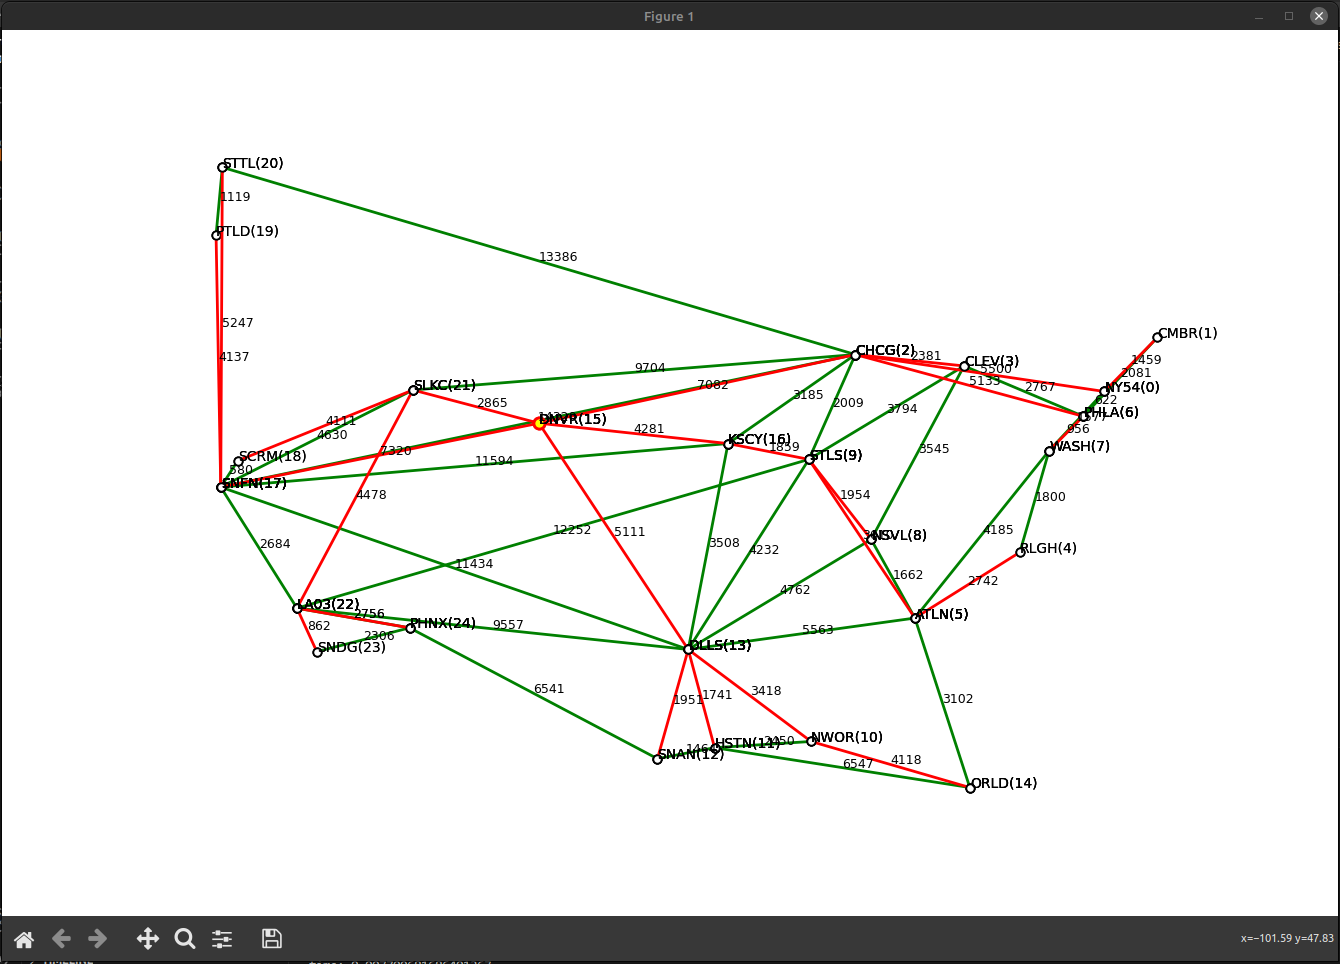 Figure 1
STTL(20)
1119
PTLD(19)
13386
5247
CMBR(1)
4137
CHCG(2)
2381
CLEV(3)
1459
9704
5500
2081
5133
2767
NY54(0)
SLKC(21)
7082
3185
622
2865
2009
3794
PHLA(6)
DNVR(15)
4111
4281
956
4630
KSCY(16)
1859
WASH(7)
7320
3545
SCRM(18)
STLS(9)
11594
580
SNFN(17)
4478
1954
1800
12252
5111
4185
NSVL(8)
2684
3508
RLGH(4)
4232
11434
1662
2742
4762
LA03(22)
2756
ATLN(5)
862
PHNX(24)
9557
5563
2306
SNDG(23)
DLLS(13)
6541
3418
1951
1741
3102
NWOR(10)
HSTN(11)
2450
SNAN(12)
4118
6547
ORLD(14)
x=−101.59 y=47.83